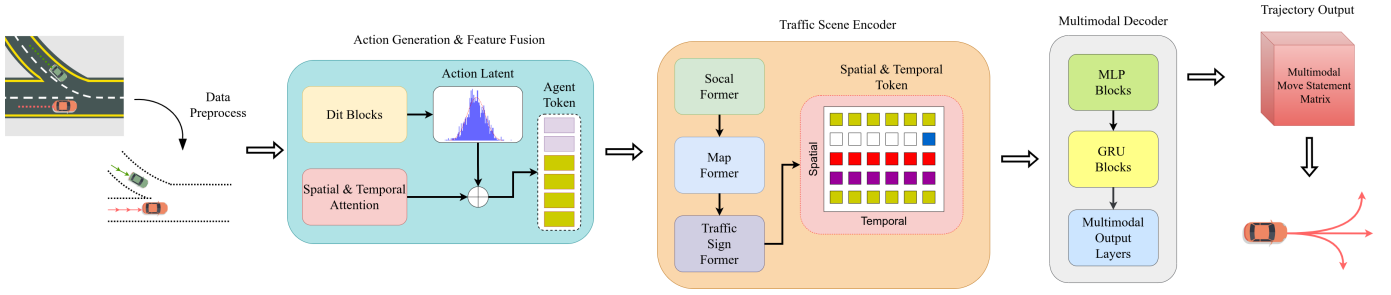 Data
Preprocess
Action Generation & Feature Fusion
Dit Blocks
Action Latent
Spatial & Temporal
Attention
Agent
Token
Traffic Scene Encoder
Socal
Former
Map
Former
Traffic
Sign
Former
Spatial & Temporal
Token
Spatial
Temporal
Multimodal Decoder
MLP
Blocks
GRU
Blocks
Multimodal
Output
Layers
Trajectory Output
Multimodal
Move Statement
Matrix